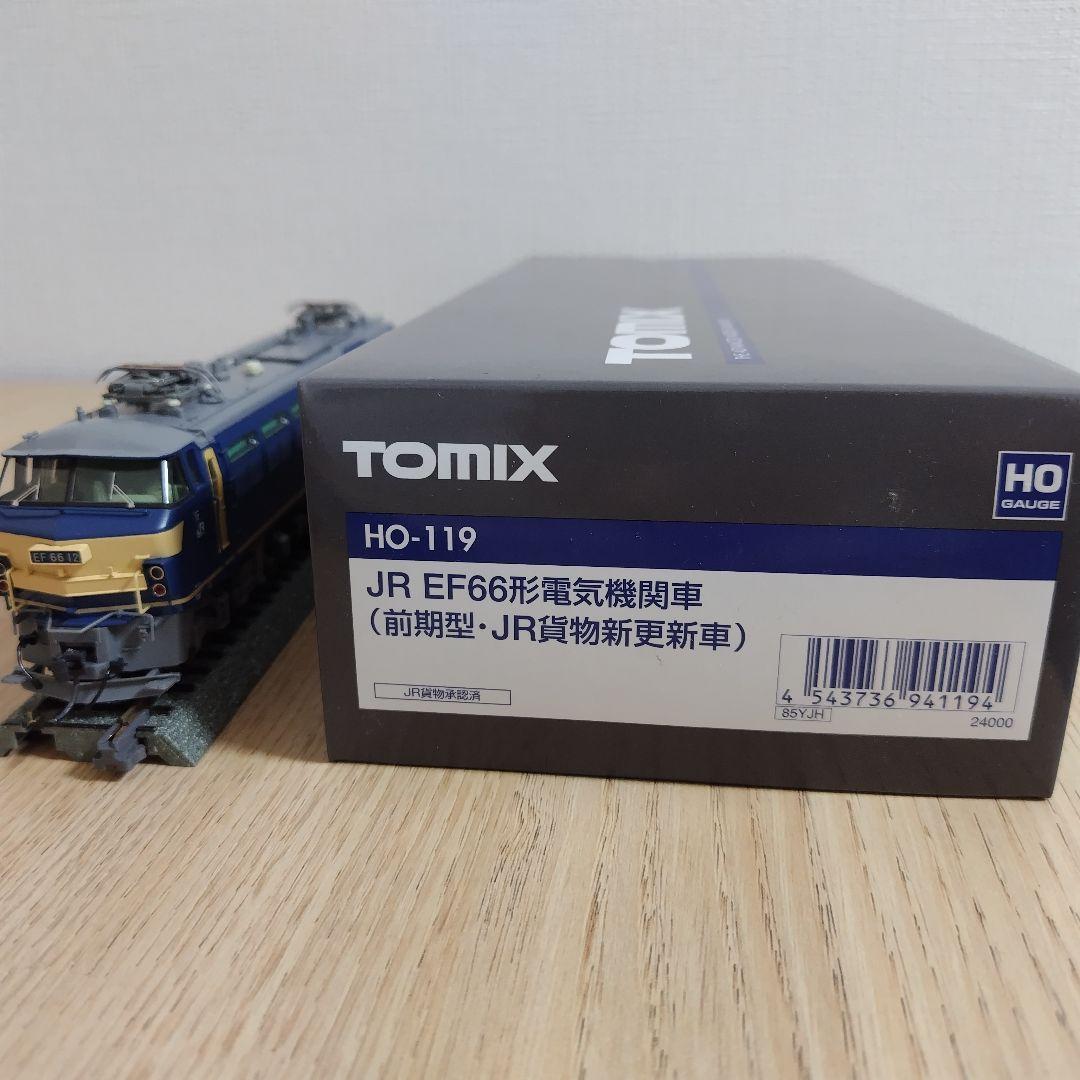 TOMIX
TOMIX
HO
GAUGE
HO-119
JR EF66形電気機関車
(前期型・JR貨物新更新車)
JR貨物承認済
4 543736 941194
85YJH
24000
EF 66 12
JR